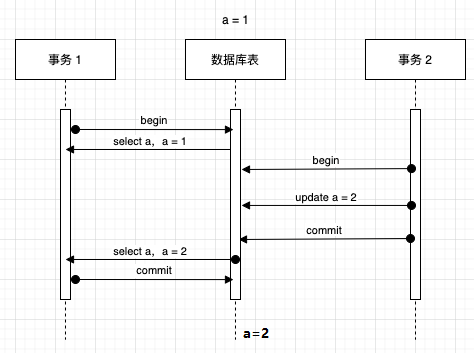 a = 1
事务 1
数据库表
事务 2
begin
select a, a = 1
begin
update a = 2
commit
select a, a = 2
commit
a=2